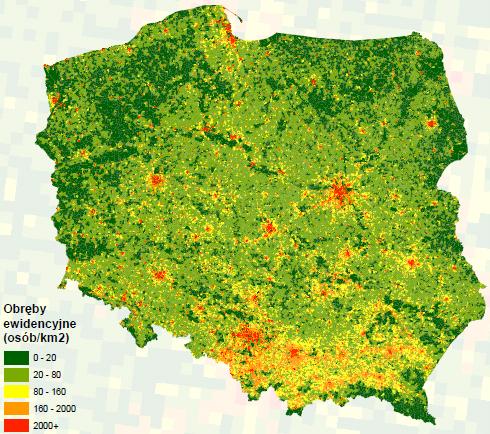 Obręby
ewidencyjne
(osób/km2)
0 - 20
20 - 80
80 - 160
160 - 2000
2000+